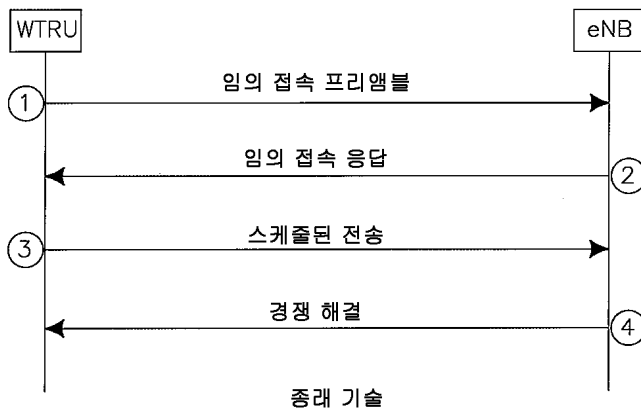 WTRU
eNB
임의 접속 프리앰블
1
임의 접속 응답
2
스케줄된 전송
3
경쟁 해결
4
종래 기술